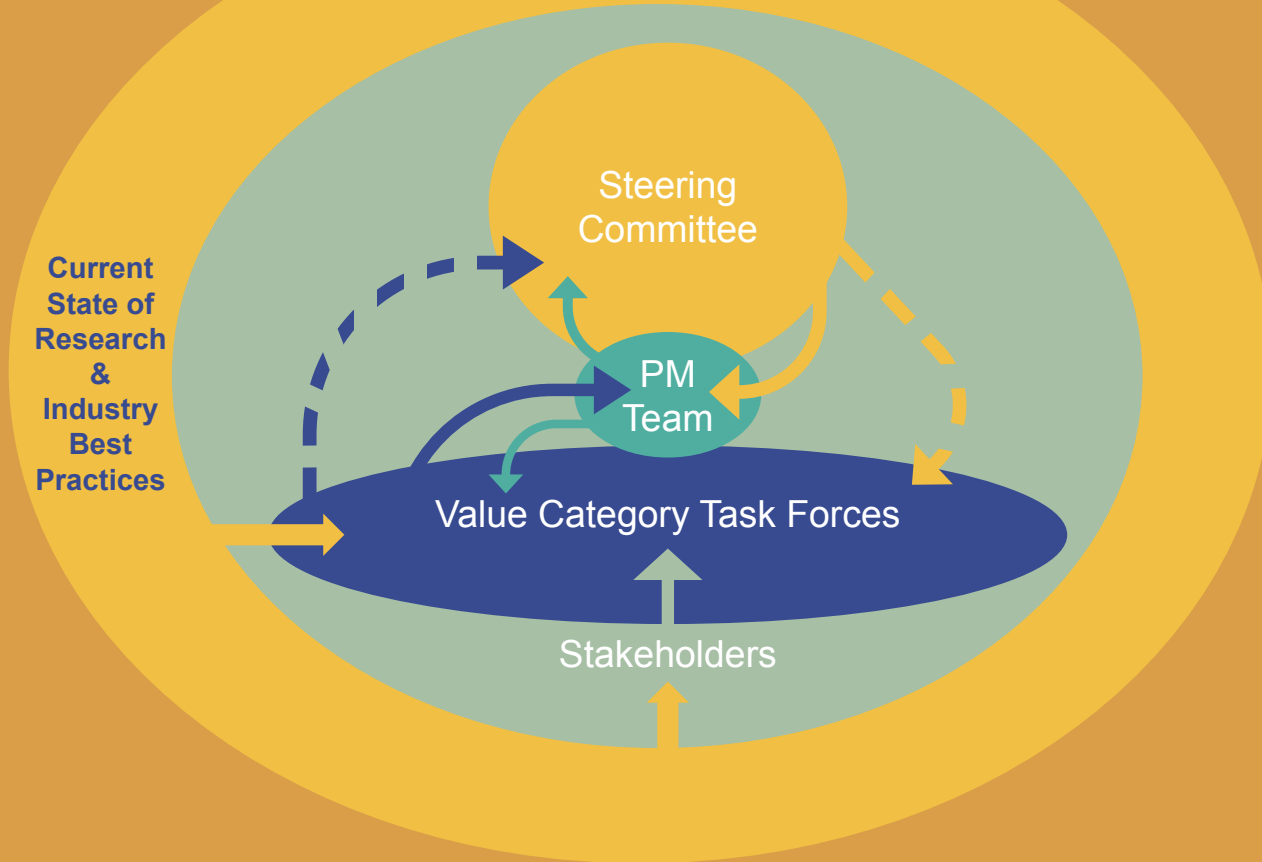 Steering
Committee
Current
State of
Research
&
Industry
Best
Practices
PM
Team
Value Category Task Forces
Stakeholders